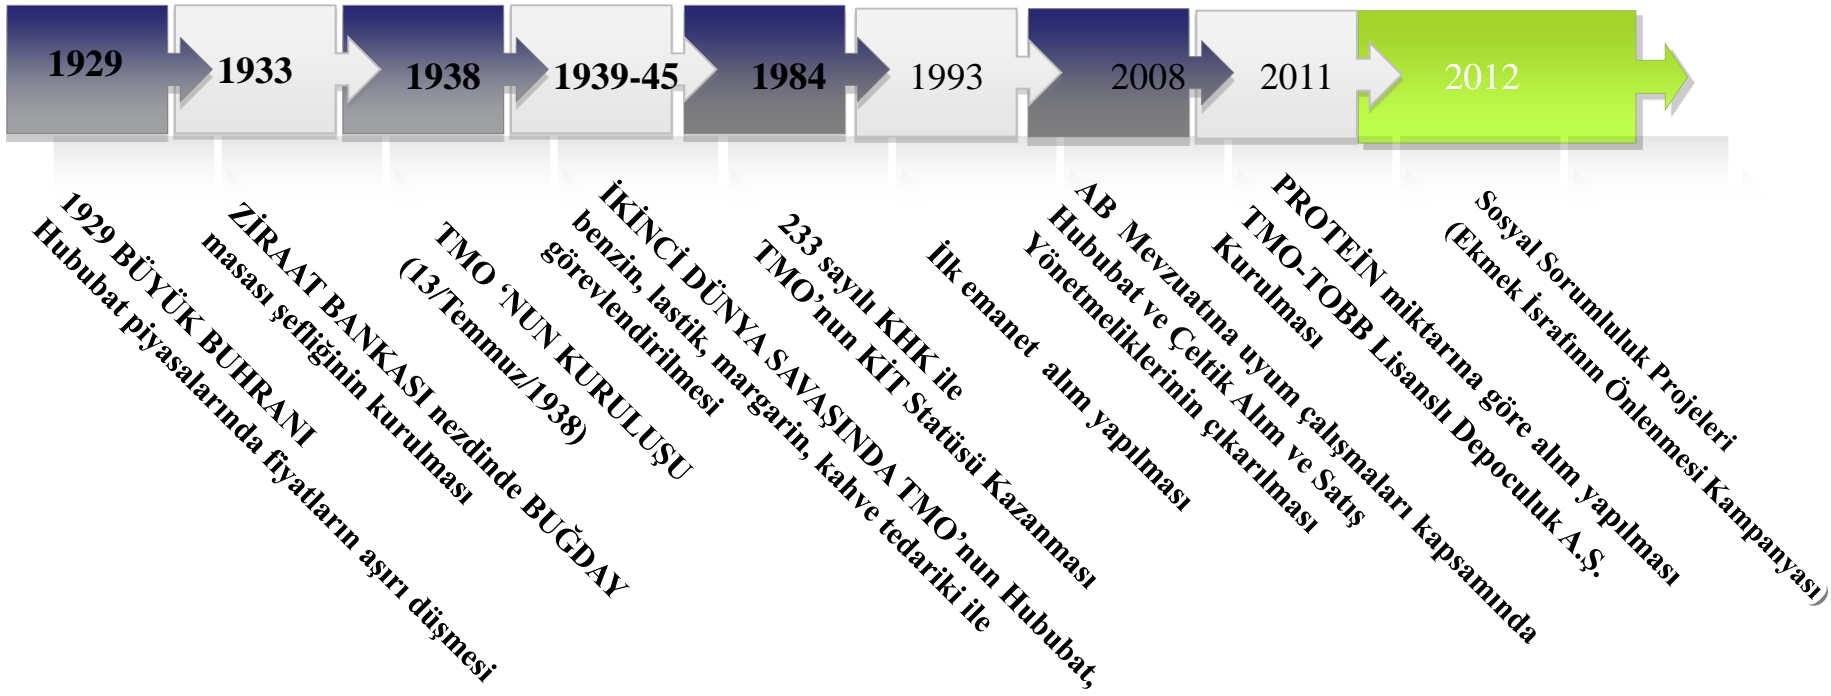 1929
1933
1938
1939-45
1984
1993
2008
2011
2012
1929 BÜYÜK BUHRANI
Hububat piyasalarında fiyatların aşırı düşmesi
ZİRAAT BANKASI nezdinde BUĞDAY
masası şefliğinin kurulması
TMO ‘NUN KURULUŞU
(13/Temmuz/1938)
İKİNCİ DÜNYA SAVAŞINDA TMO’nun Hububat,
benzin, lastik, margarin, kahve tedariki ile
görevlendirilmesi
233 sayılı KHK ile
TMO’nun KİT Statüsü Kazanması
İlk emanet alım yapılması
AB Mevzuatına uyum çalışmaları kapsamında
Hububat ve Çeltik Alım ve Satış
Yönetmeliklerinin çıkarılması
PROTEİN miktarına göre alım yapılması
TMO-TOBB Lisanslı Depoculuk A.Ş.
Kurulması
Sosyal Sorumluluk Projeleri
(Ekmek İsrafının Önlenmesi Kampanyası)